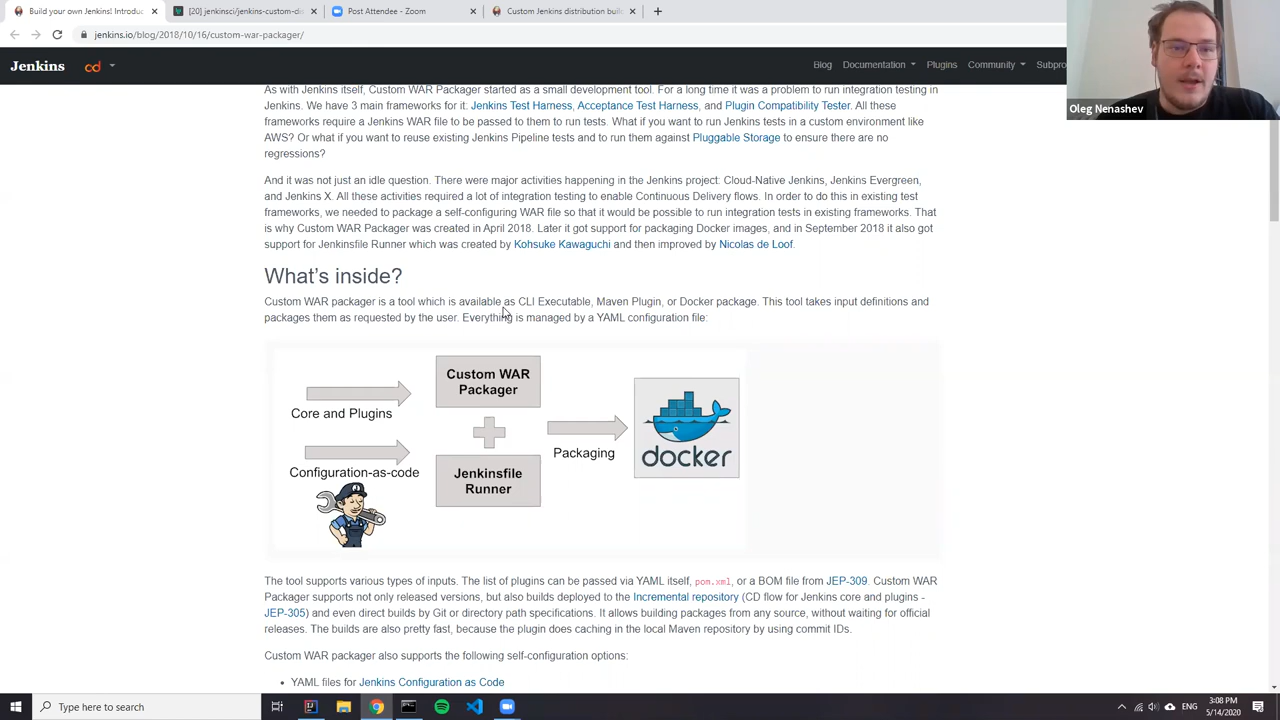 Build your own Jenkins! Introduc
[20] jenkinsci/jenkins-custom-di
Post Attendee - Zoom
Custom Jenkins distribution buil
jenkins.io/blog/2018/10/16/custom-war-packager/
Jenkins
cd
Blog
Documentation
Plugins
Community
Subpro
Oleg Nenashev
As with Jenkins itself, Custom WAR Packager started as a small development tool. For a long time it was a problem to run integration testing in
Jenkins. We have 3 main frameworks for it: Jenkins Test Harness, Acceptance Test Harness, and Plugin Compatibility Tester. All these
frameworks require a Jenkins WAR file to be passed to them to run tests. What if you want to run Jenkins tests in a custom environment like
AWS? Or what if you want to reuse existing Jenkins Pipeline tests and to run them against Pluggable Storage to ensure there are no
regressions?
And it was not just an idle question. There were major activities happening in the Jenkins project: Cloud-Native Jenkins, Jenkins Evergreen,
and Jenkins X. All these activities required a lot of integration testing to enable Continuous Delivery flows. In order to do this in existing test
frameworks, we needed to package a self-configuring WAR file so that it would be possible to run integration tests in existing frameworks. That
is why Custom WAR Packager was created in April 2018. Later it got support for packaging Docker images, and in September 2018 it also got
support for Jenkinsfile Runner which was created by Kohsuke Kawaguchi and then improved by Nicolas de Loof.
What's inside?
Custom WAR packager is a tool which is available as CLI Executable, Maven Plugin, or Docker package. This tool takes input definitions and
packages them as requested by the user. Everything is managed by a YAML configuration file:
Core and Plugins
Configuration-as-code
Custom WAR
Packager
Jenkinsfile
Runner
Packaging
docker
The tool supports various types of inputs. The list of plugins can be passed via YAML itself, pom.xml, or a BOM file from JEP-309. Custom WAR
Packager supports not only released versions, but also builds deployed to the Incremental repository (CD flow for Jenkins core and plugins -
JEP-305) and even direct builds by Git or directory path specifications. It allows building packages from any source, without waiting for official
releases. The builds are also pretty fast, because the plugin does caching in the local Maven repository by using commit IDs.
Custom WAR packager also supports the following self-configuration options:
• YAML files for Jenkins Configuration as Code
Type here to search
3:08 PM
5/14/2020